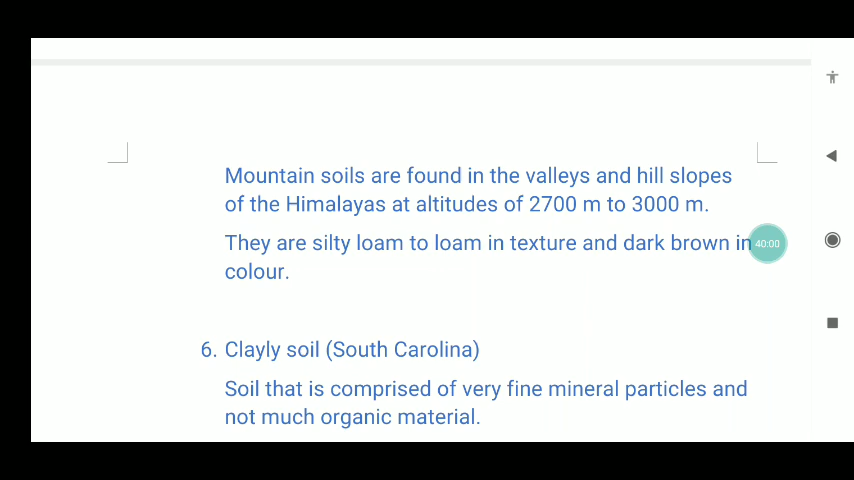 Mountain soils are found in the valleys and hill slopes
of the Himalayas at altitudes of 2700 m to 3000 m.
They are silty loam to loam in texture and dark brown in
40:00
colour.
6. Clayly soil (South Carolina)
Soil that is comprised of very fine mineral particles and
not much organic material.